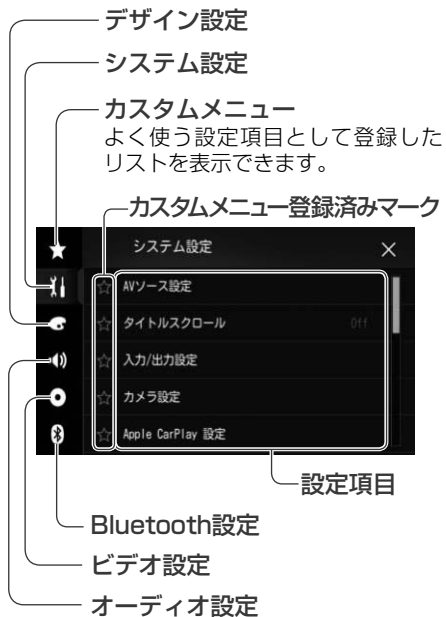 デザイン設定
システム設定
カスタムメニュー
よく使う設定項目として登録した
リストを表示できます。
カスタムメニュー登録済みマーク
システム設定
AVソース設定
タイトルスクロール Off
入力/出力設定
カメラ設定
Apple CarPlay 設定
設定項目
Bluetooth設定
ビデオ設定
オーディオ設定